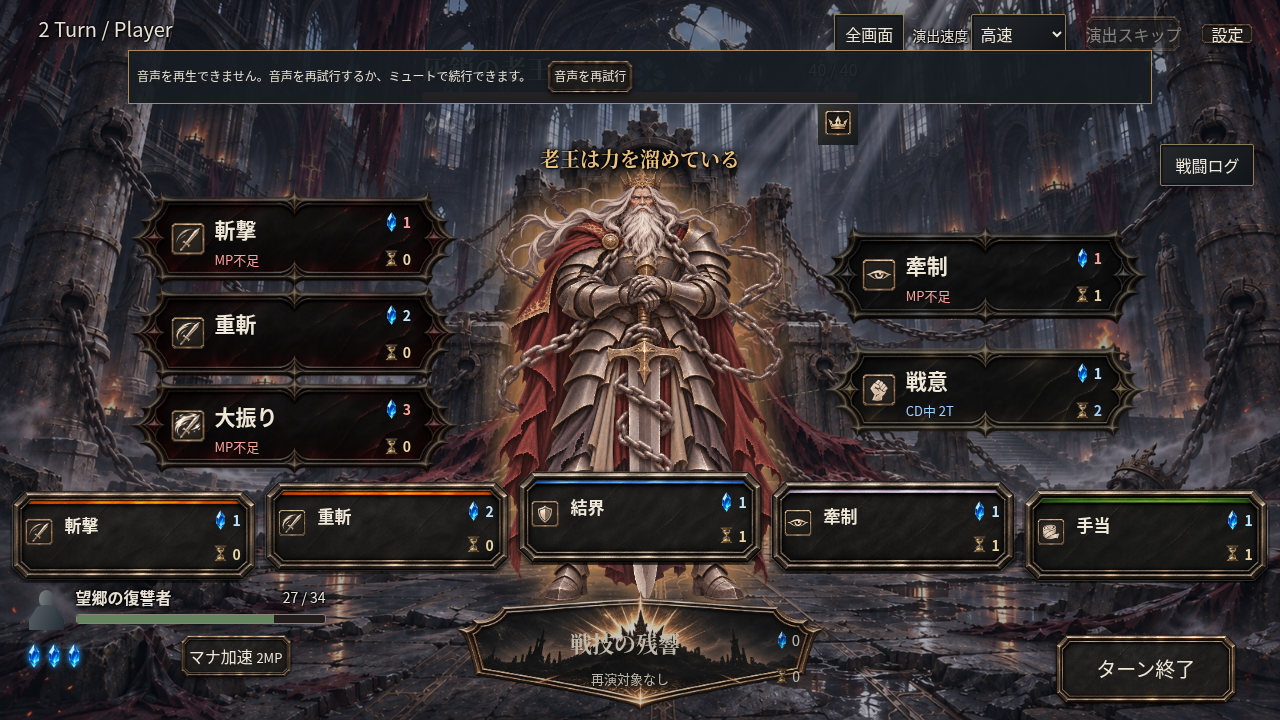 2 Turn / Player
全画面
演出速度
高速
演出スキップ
設定
音声を再生できません。音声を再試行するか、ミュートで続行できます。
音声を再試行
40 / 40
老王は力を溜めている
戦闘ログ
斬撃
1
MP不足
0
重斬
2
0
大振り
3
MP不足
0
牽制
1
MP不足
1
戦意
1
CD中 2T
2
斬撃
1
0
重斬
2
0
結界
1
1
牽制
1
1
手当
1
1
望郷の復讐者
27 / 34
マナ加速 2MP
戦技の残響
0
再演対象なし
0
ターン終了